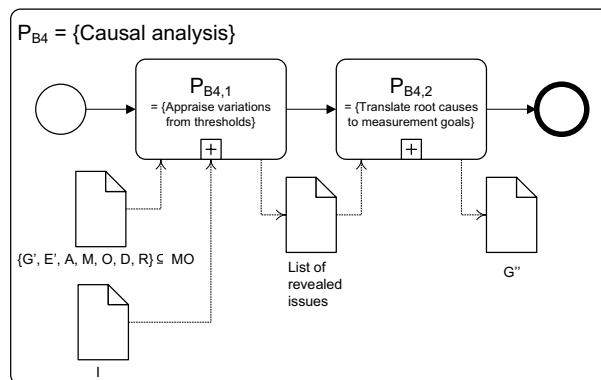 P_B4 = {Causal analysis}
P_B4,1
= {Appraise variations
from thresholds}
+
P_B4,2
= {Translate root causes
to measurement goals}
+
{G', E', A, M, O, D, R} ⊆ MO
List of
revealed
issues
G''
I